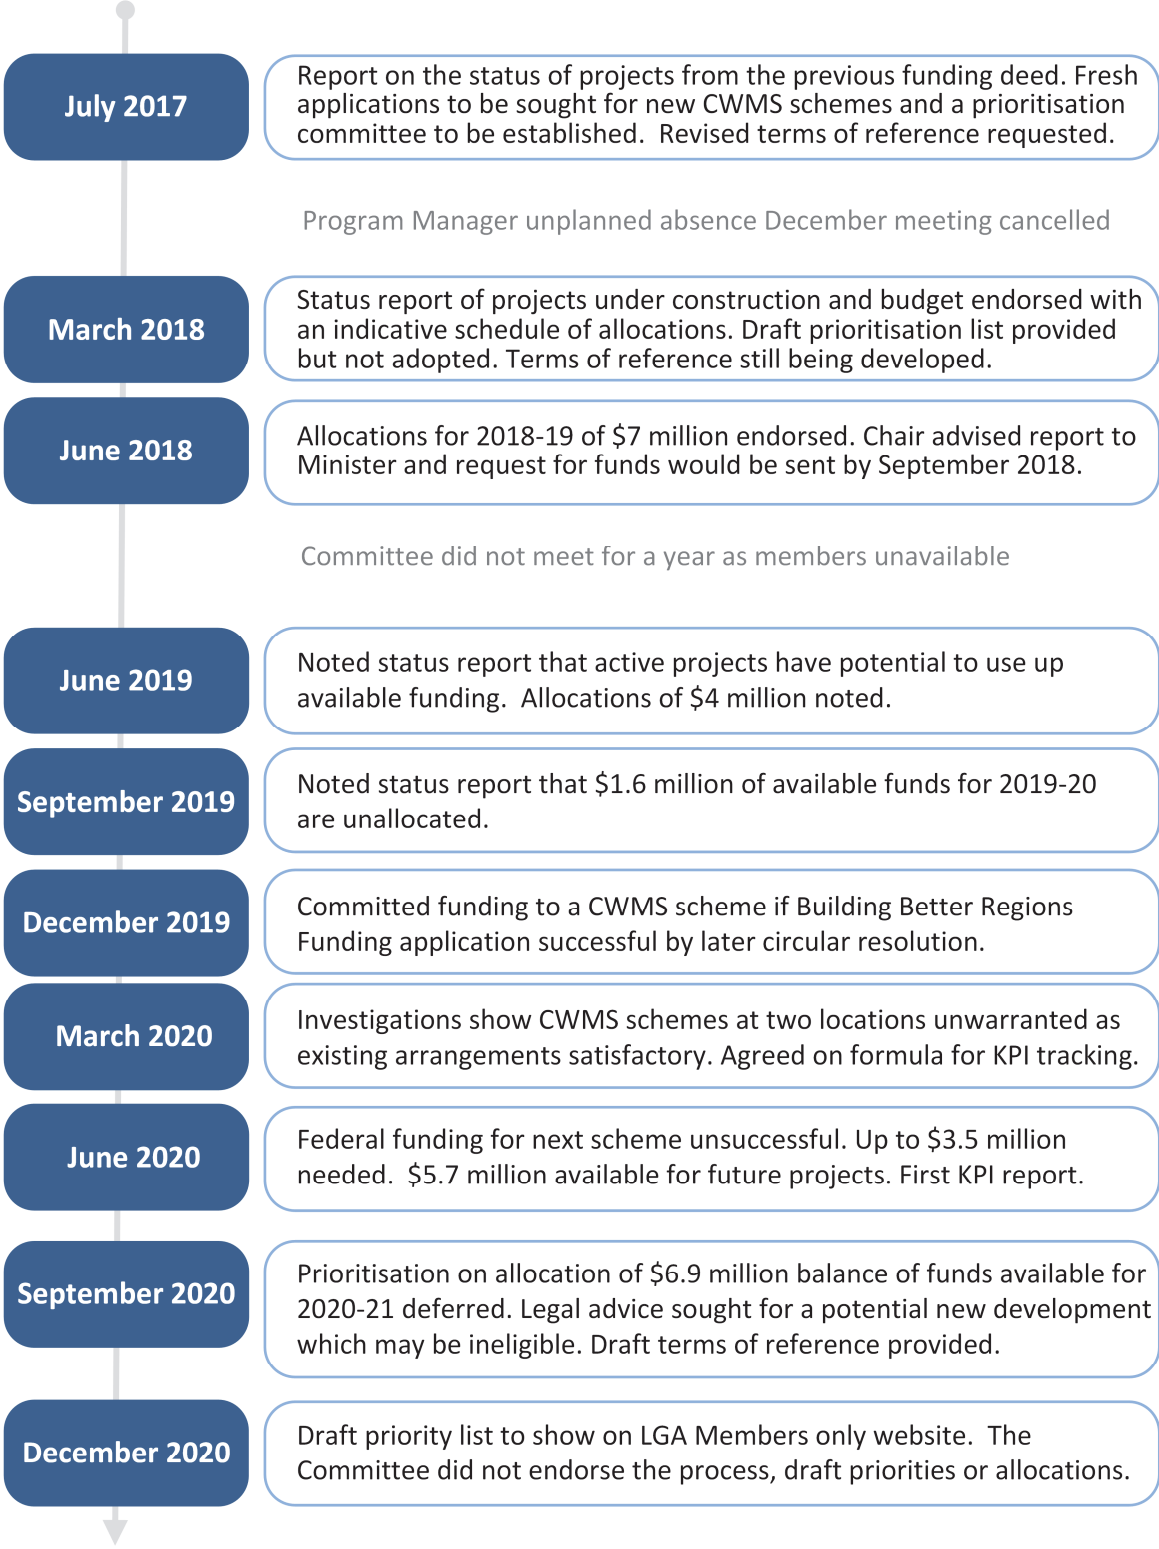 July 2017
Report on the status of projects from the previous funding deed. Fresh
applications to be sought for new CWMS schemes and a prioritisation
committee to be established.  Revised terms of reference requested.
Program Manager unplanned absence December meeting cancelled
March 2018
Status report of projects under construction and budget endorsed with
an indicative schedule of allocations. Draft prioritisation list provided
but not adopted. Terms of reference still being developed.
June 2018
Allocations for 2018-19 of $7 million endorsed. Chair advised report to
Minister and request for funds would be sent by September 2018.
Committee did not meet for a year as members unavailable
June 2019
Noted status report that active projects have potential to use up
available funding.  Allocations of $4 million noted.
September 2019
Noted status report that $1.6 million of available funds for 2019-20
are unallocated.
December 2019
Committed funding to a CWMS scheme if Building Better Regions
Funding application successful by later circular resolution.
March 2020
Investigations show CWMS schemes at two locations unwarranted as
existing arrangements satisfactory. Agreed on formula for KPI tracking.
June 2020
Federal funding for next scheme unsuccessful. Up to $3.5 million
needed.  $5.7 million available for future projects. First KPI report.
September 2020
Prioritisation on allocation of $6.9 million balance of funds available for
2020-21 deferred. Legal advice sought for a potential new development
which may be ineligible. Draft terms of reference provided.
December 2020
Draft priority list to show on LGA Members only website.  The
Committee did not endorse the process, draft priorities or allocations.